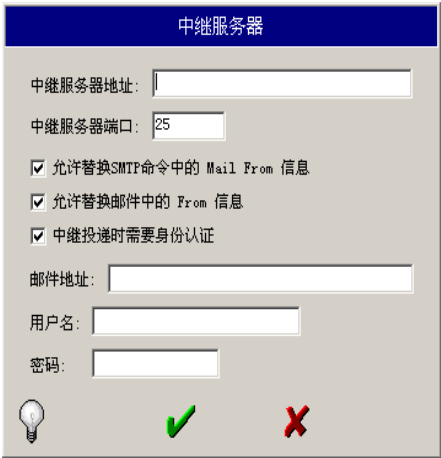 中继服务器
中继服务器地址:
中继服务器端口: 25
允许替换SMTP命令中的 Mail From 信息
允许替换邮件中的 From 信息
中继投递时需要身份认证
邮件地址:
用户名:
密码: